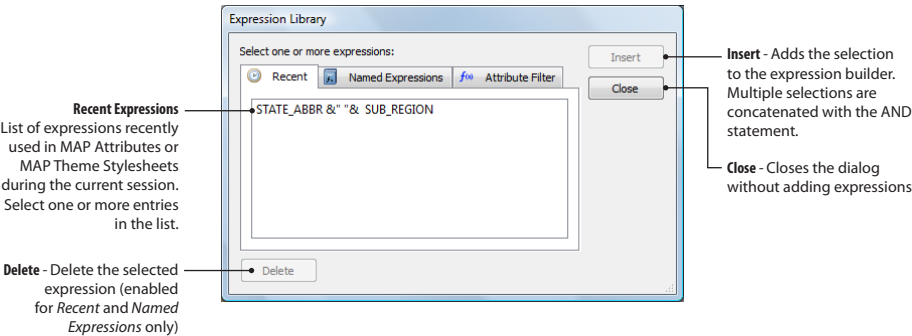 Expression Library
Select one or more expressions:
Recent
Named Expressions
f(x) Attribute Filter
STATE_ABBR &" "& SUB_REGION
Insert
Close
Delete
Recent Expressions
List of expressions recently
used in MAP Attributes or
MAP Theme Stylesheets
during the current session.
Select one or more entries
in the list.
Delete - Delete the selected
expression (enabled
for Recent and Named
Expressions only)
Insert - Adds the selection
to the expression builder.
Multiple selections are
concatenated with the AND
statement.
Close - Closes the dialog
without adding expressions